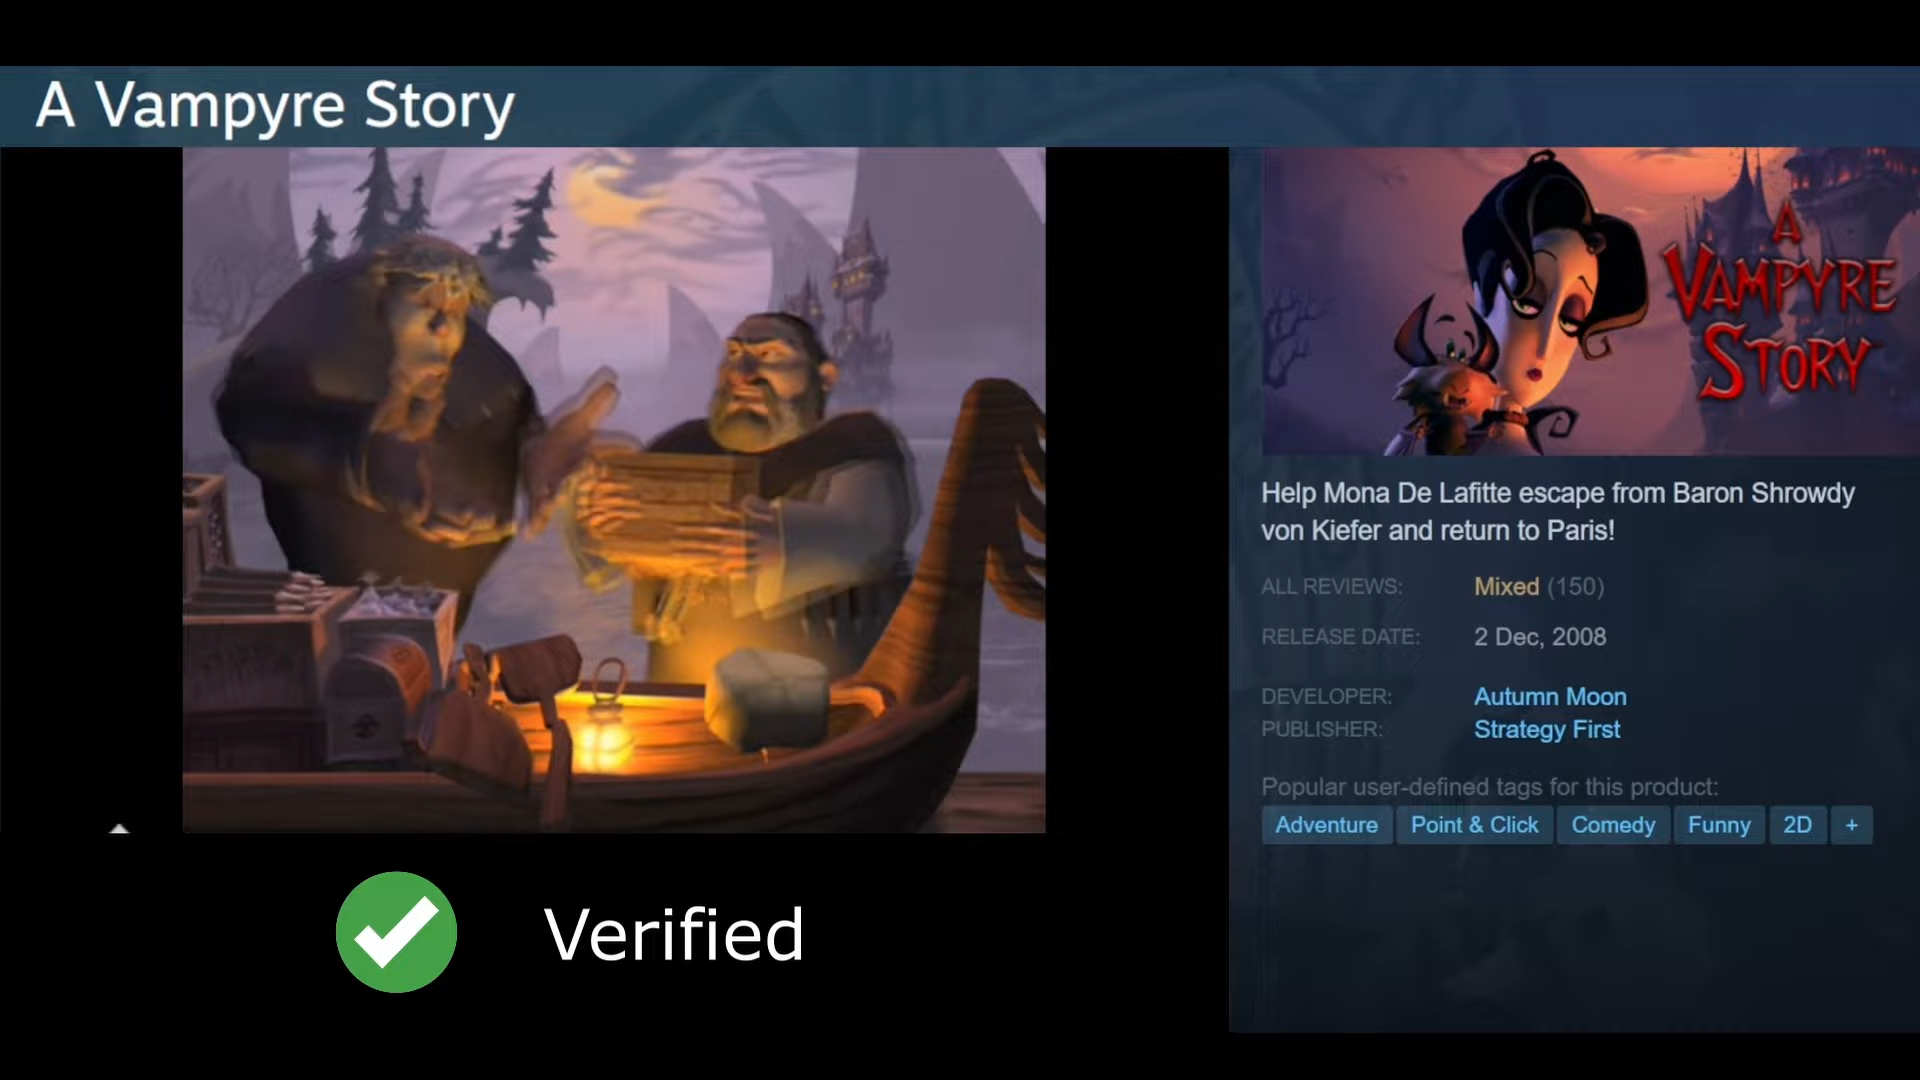 A Vampyre Story
A
VAMPYRE
STORY
Help Mona De Lafitte escape from Baron Shrowdy
von Kiefer and return to Paris!
ALL REVIEWS: Mixed (150)
RELEASE DATE: 2 Dec, 2008
DEVELOPER: Autumn Moon
PUBLISHER: Strategy First
Popular user-defined tags for this product:
Adventure Point & Click Comedy Funny 2D +
Verified